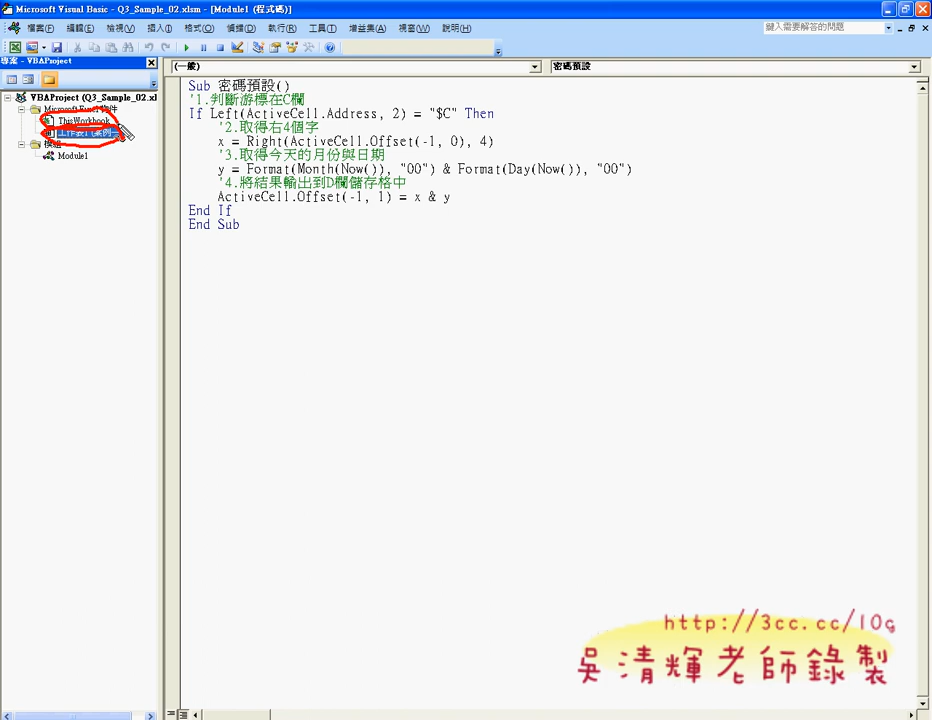 Microsoft Visual Basic - Q3_Sample_02.xlsm - [Module1 (程式碼)]
檔案(F) 編輯(E) 檢視(V) 插入(I) 格式(O) 偵錯(D) 執行(R) 工具(T) 增益集(A) 視窗(W) 說明(H)
鍵入需要解答的問題
專案 - VBAProject
(一般)
密碼預設
VBAProject (Q3_Sample_02.xl
Microsoft Excel 物件
ThisWorkbook
模組
Module1
Sub 密碼預設()
'1.判斷游標在C欄
If Left(ActiveCell.Address, 2) = "$C" Then
'2.取得右4個字
x = Right(ActiveCell.Offset(-1, 0), 4)
'3.取得今天的月份與日期
y = Format(Month(Now()), "00") & Format(Day(Now()), "00")
'4.將結果輸出到D欄儲存格中
ActiveCell.Offset(-1, 1) = x & y
End If
End Sub
http://3cc.cc/10g
吳清輝老師錄製